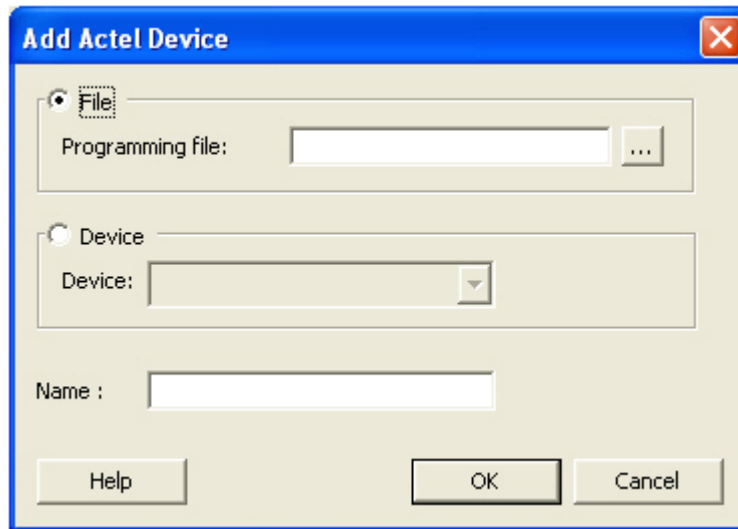 Add Actel Device
File
Programming file:
...
Device
Device:
Name :
Help OK Cancel